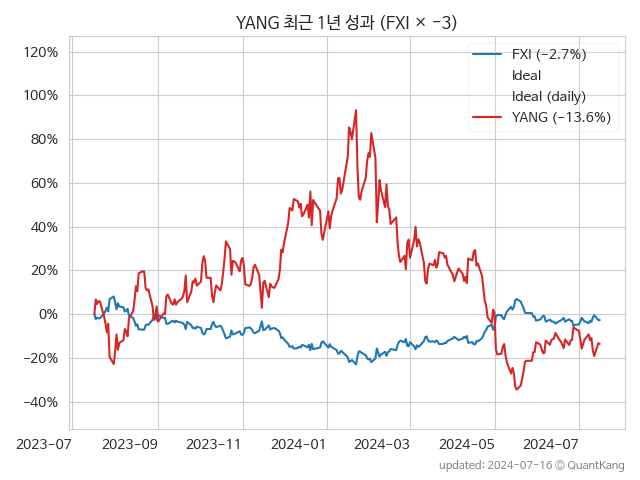 YANG 최근 1년 성과 (FXI × −3)
120%
100%
80%
60%
40%
20%
0%
−20%
−40%
FXI (−2.7%)
Ideal
Ideal (daily)
YANG (−13.6%)
2023−07
2023−09
2023−11
2024−01
2024−03
2024−05
2024−07
updated: 2024-07-16 © QuantKang